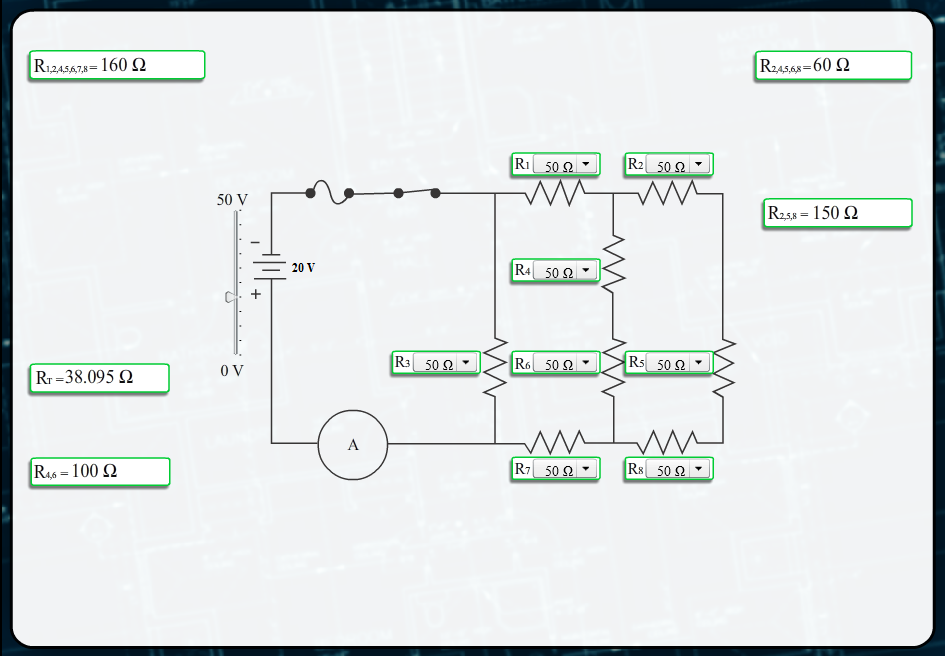 R1,2,4,5,6,7,8= 160 Ω
R2,4,5,6,8= 60 Ω
R1 50 Ω
R2 50 Ω
50 V
R2,5,8 = 150 Ω
−
20 V
R4 50 Ω
+
R3 50 Ω
R6 50 Ω
R5 50 Ω
0 V
RT =38.095 Ω
A
R4,6 = 100 Ω
R7 50 Ω
R8 50 Ω